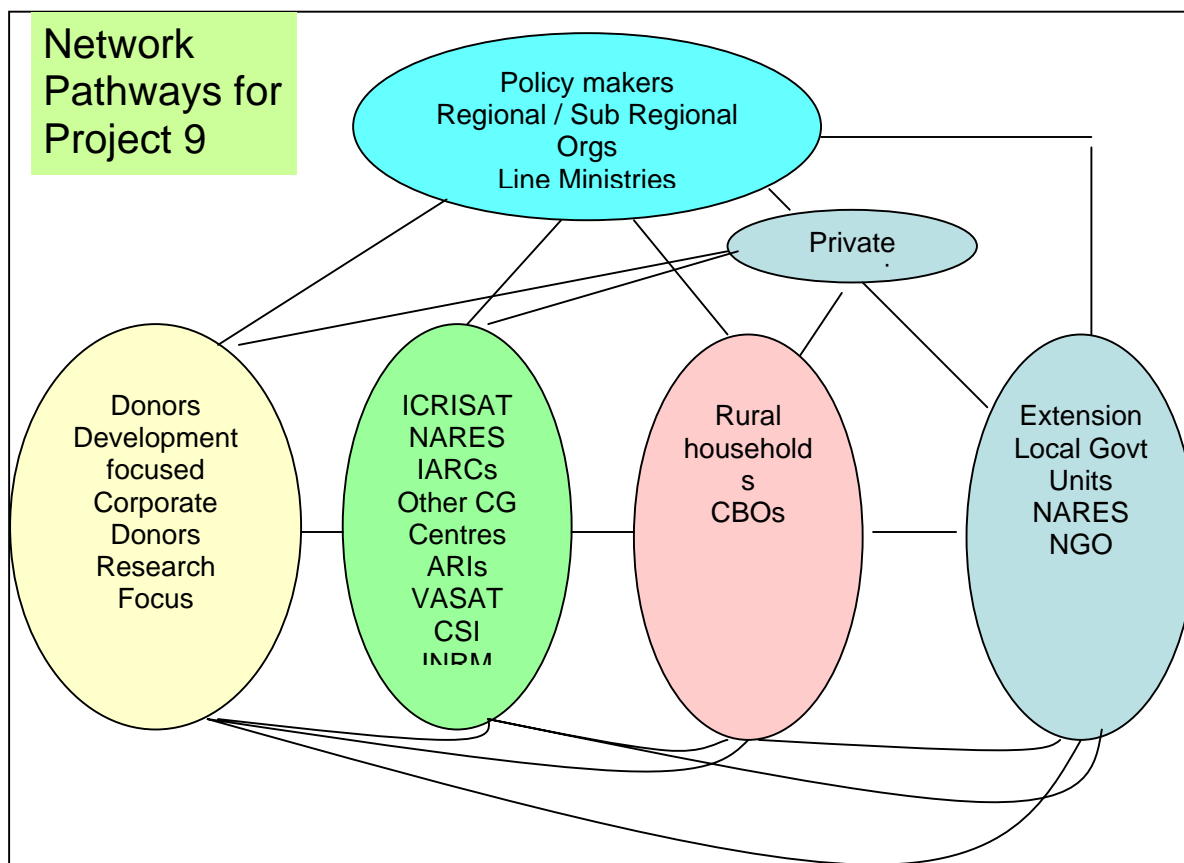 Network
Pathways for
Project 9
Policy makers
Regional / Sub Regional
Orgs
Line Ministries
Private
Donors
Development
focused
Corporate
Donors
Research
Focus
ICRISAT
NARES
IARCs
Other CG
Centres
ARIs
VASAT
CSI
INRM
Rural
household
s
CBOs
Extension
Local Govt
Units
NARES
NGO